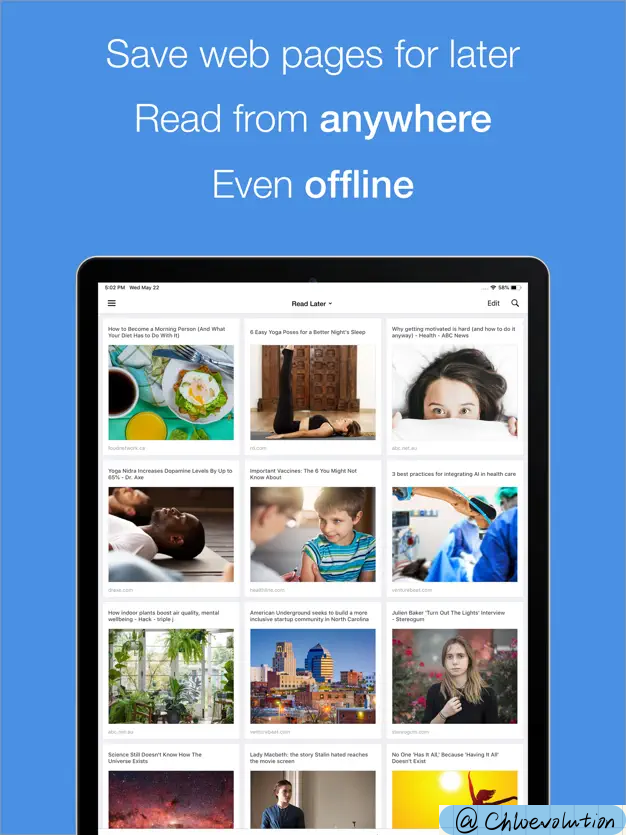 Save web pages for later
Read from anywhere
Even offline
6:02 PM Wed May 22
58%
Read Later
Edit
How to Become a Morning Person (And What
Your Diet Has to Do With It)
foodnetwork.ca
6 Easy Yoga Poses for a Better Night's Sleep
Why getting motivated is hard (and how to do it
anyway) - Health - ABC News
abc.net.au
Yoga Nidra Increases Dopamine Levels By Up to
65% - Dr. Axe
draxe.com
Important Vaccines: The 6 You Might Not
Know About
healthline.com
3 best practices for integrating AI in health care
venturebeat.com
How indoor plants boost air quality, mental
wellbeing - Hack - triple j
abc.net.au
American Underground seeks to build a more
inclusive startup community in North Carolina
venturebeat.com
Julien Baker 'Turn Out The Lights' Interview
- Stereogum
stereogum.com
Science Still Doesn't Know How The
Universe Exists
Lady Macbeth: the story Stalin hated reaches
the movie screen
No One 'Has It All,' Because 'Having It All'
Doesn't Exist
@Chloevolution